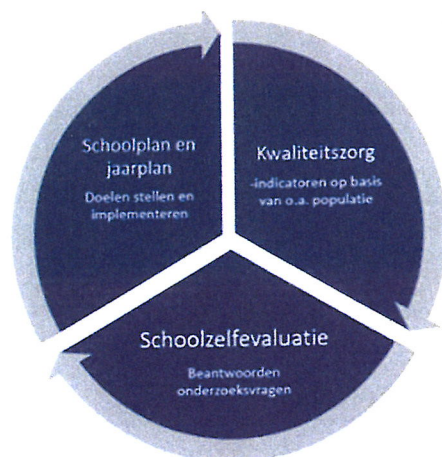 Schoolplan en
jaarplan
Doelen stellen en
implementeren
Kwaliteitszorg
-indicatoren op basis
van o.a. populatie
Schoolzelfevaluatie
Beantwoorden
onderzoeksvragen